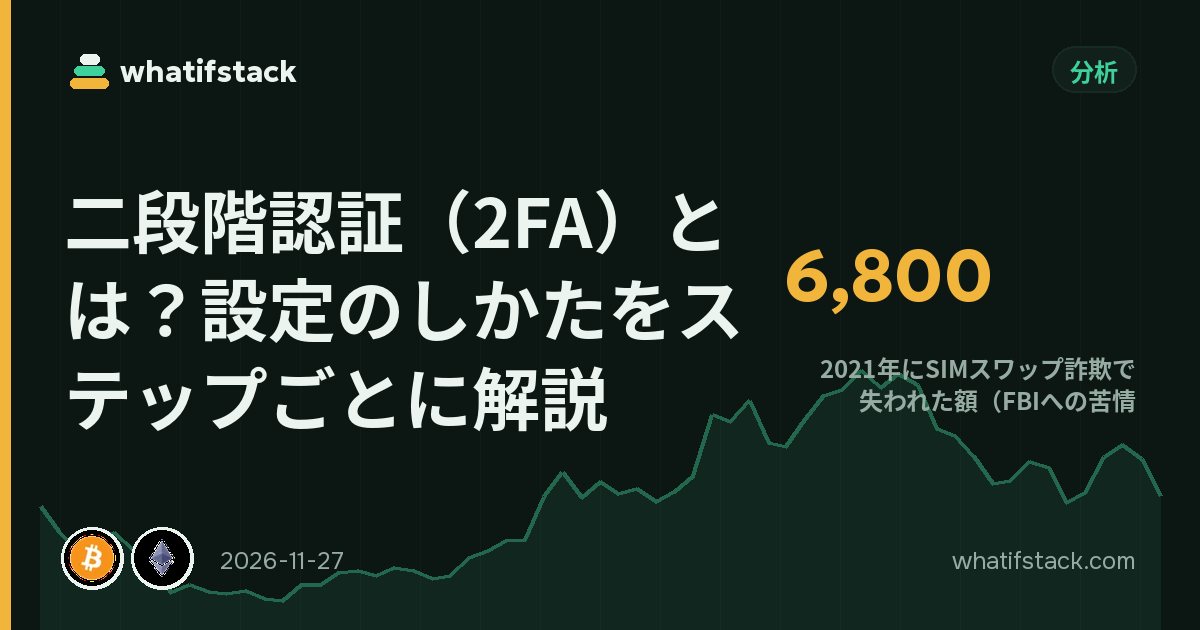 whatifstack
分析
二段階認証（2FA）と
は？設定のしかたをス
テップごとに解説
6,800
2021年にSIMスワップ詐欺で
失われた額（FBIへの苦情
2026-11-27
whatifstack.com